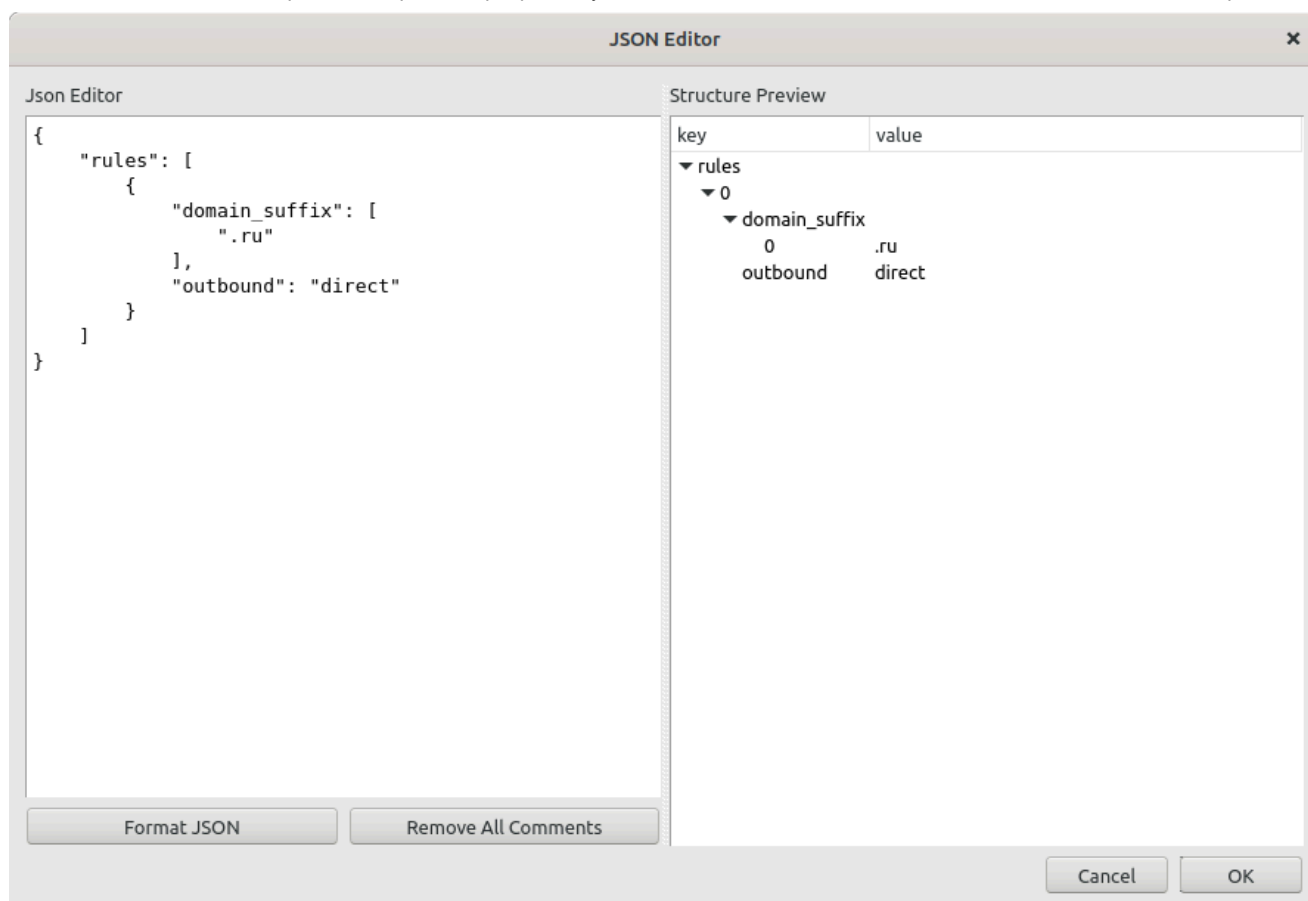 JSON Editor
Json Editor
{
    "rules": [
        {
            "domain_suffix": [
                ".ru"
            ],
            "outbound": "direct"
        }
    ]
}
Format JSON
Remove All Comments
Structure Preview
key value
rules
0
domain_suffix
0 .ru
outbound direct
Cancel
OK